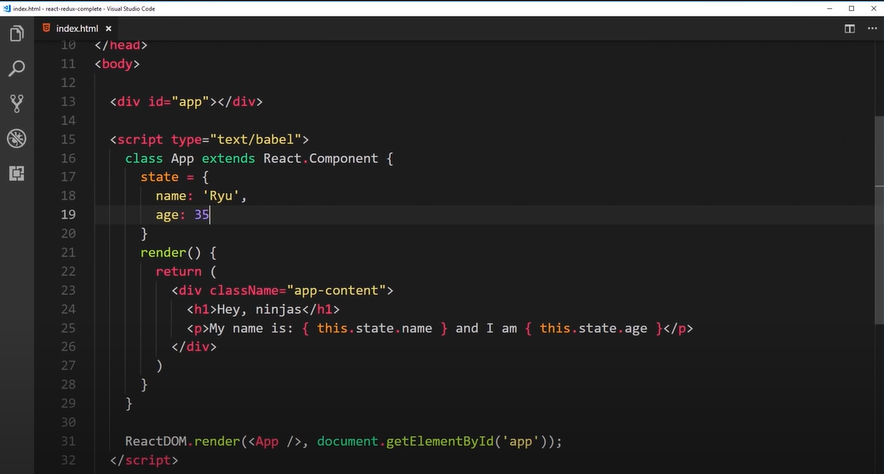 index.html - react-redux-complete - Visual Studio Code
index.html
10 </head>
11 <body>
12
13 <div id="app"></div>
14
15 <script type="text/babel">
16 class App extends React.Component {
17 state = {
18 name: 'Ryu',
19 age: 35
20 }
21 render() {
22 return (
23 <div className="app-content">
24 <h1>Hey, ninjas</h1>
25 <p>My name is: { this.state.name } and I am { this.state.age }</p>
26 </div>
27 )
28 }
29 }
30
31 ReactDOM.render(<App />, document.getElementById('app'));
32 </script>